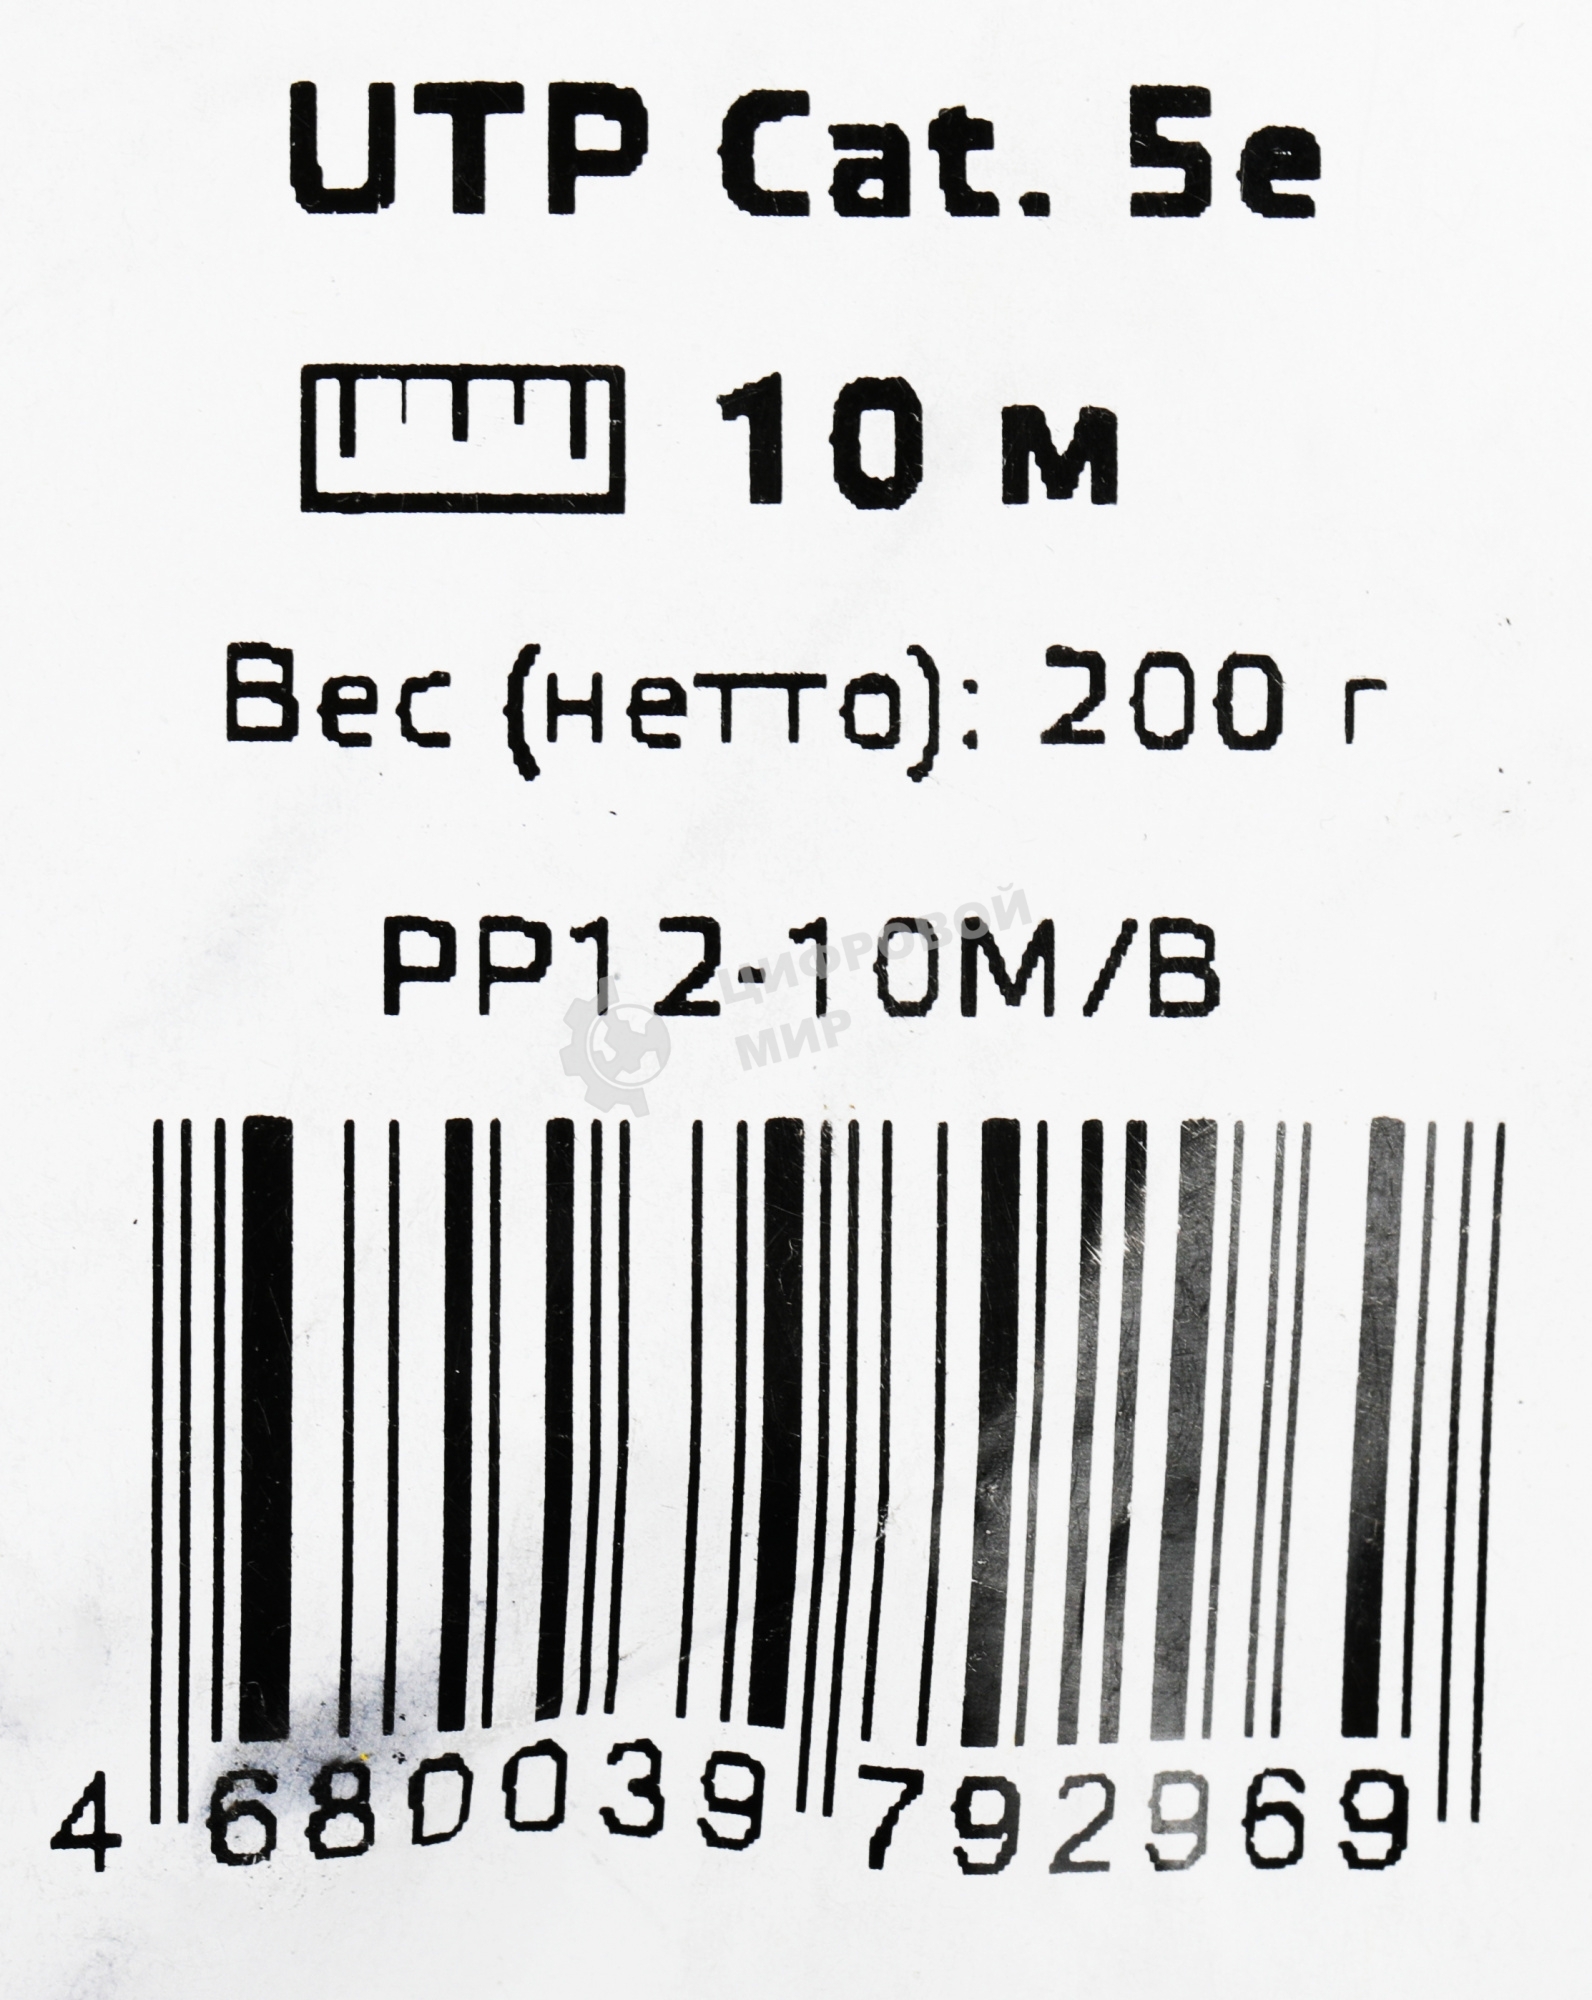 UTP Cat. 5e
10 м
Вес (нетто): 200 г
PP12-10M/B
ЦИФРОВОЙ
МИР
4 680039 792969